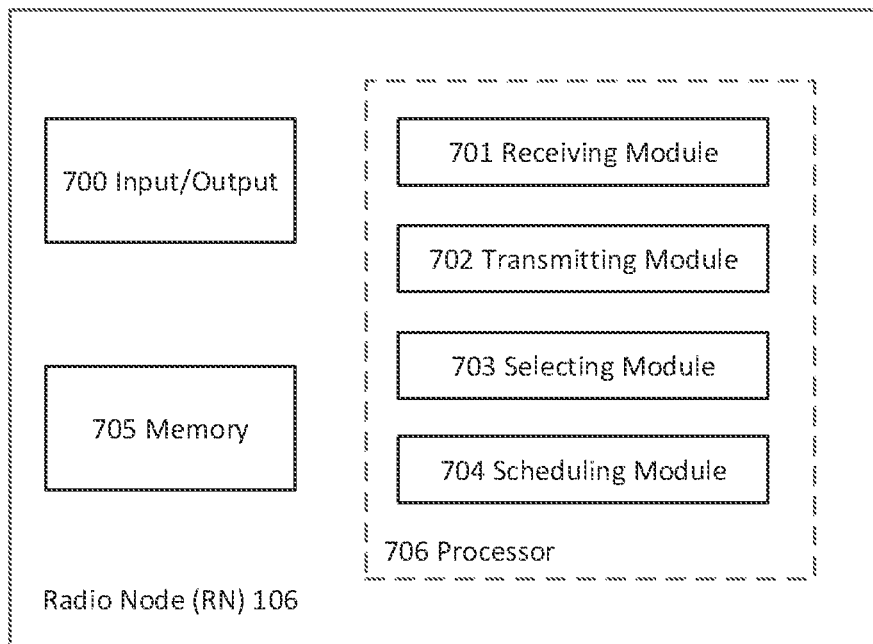 700 Input/Output
705 Memory
Radio Node (RN) 106
701 Receiving Module
702 Transmitting Module
703 Selecting Module
704 Scheduling Module
706 Processor